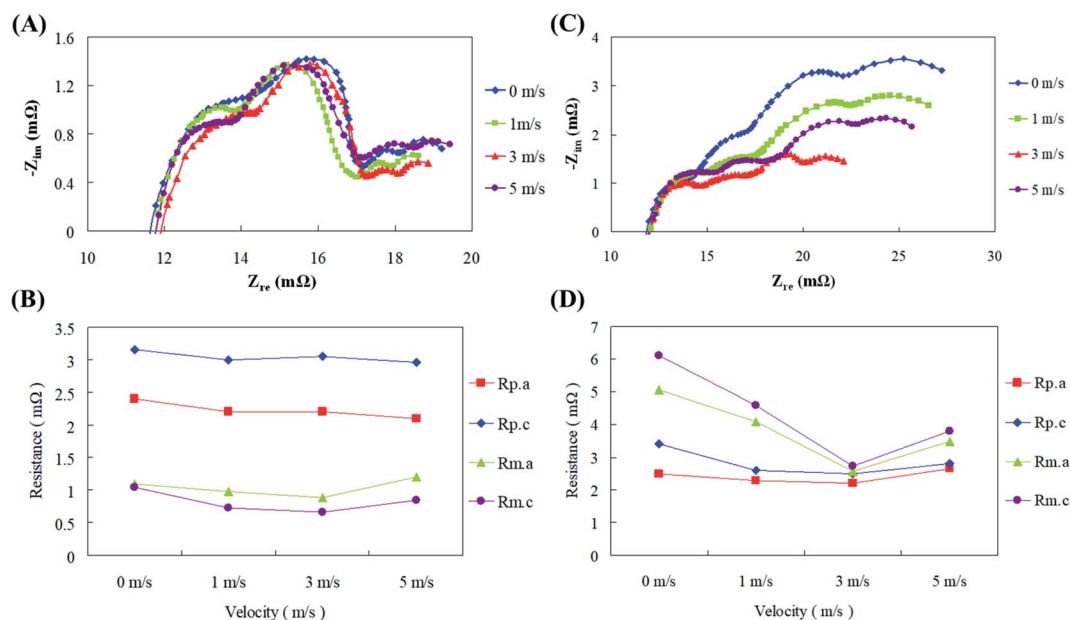 (A)
1.6
1.2
0.8
0.4
0
-Z_im (mΩ)
10 12 14 16 18 20
Z_re (mΩ)
0 m/s
1m/s
3 m/s
5 m/s
(C)
4
3
2
1
0
-Z_im (mΩ)
10 15 20 25 30
Z_re (mΩ)
0 m/s
1 m/s
3 m/s
5 m/s
(B)
3.5
3
2.5
2
1.5
1
0.5
0
Resistance ( mΩ )
0 m/s 1 m/s 3 m/s 5 m/s
Velocity ( m/s )
Rp.a
Rp.c
Rm.a
Rm.c
(D)
7
6
5
4
3
2
1
0
Resistance ( mΩ )
0 m/s 1 m/s 3 m/s 5 m/s
Velocity ( m/s )
Rp.a
Rp.c
Rm.a
Rm.c